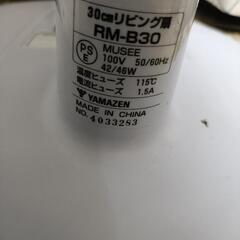 30cmリビング扇
RM-B30
PS
E
MUSEE
100V 50/60Hz
42/46W
温度ヒューズ 115℃
電流ヒューズ 1.5A
YAMAZEN
MADE IN CHINA
NO. 4033283